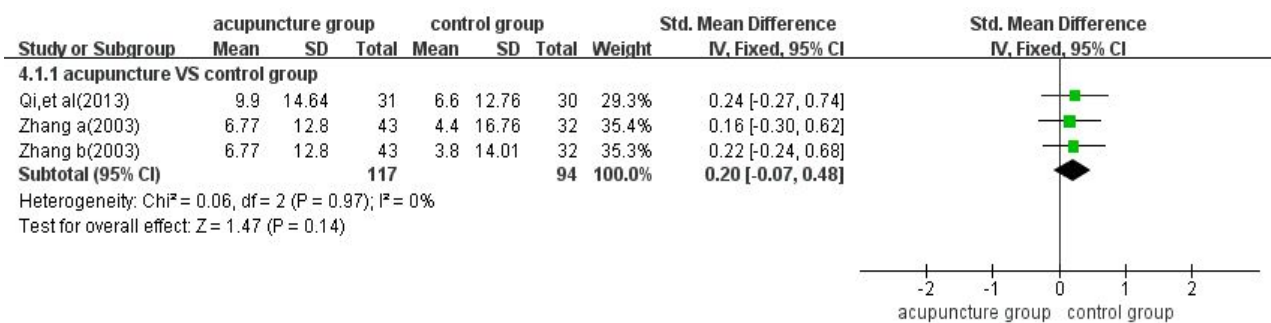 acupuncture group control group Std. Mean Difference Std. Mean Difference
Study or Subgroup Mean SD Total Mean SD Total Weight IV, Fixed, 95% CI IV, Fixed, 95% CI
4.1.1 acupuncture VS control group
Qi,et al(2013) 9.9 14.64 31 6.6 12.76 30 29.3% 0.24 [-0.27, 0.74]
Zhang a(2003) 6.77 12.8 43 4.4 16.76 32 35.4% 0.16 [-0.30, 0.62]
Zhang b(2003) 6.77 12.8 43 3.8 14.01 32 35.3% 0.22 [-0.24, 0.68]
Subtotal (95% CI) 117 94 100.0% 0.20 [-0.07, 0.48]
Heterogeneity: Chi² = 0.06, df = 2 (P = 0.97); I² = 0%
Test for overall effect: Z = 1.47 (P = 0.14)
-2 -1 0 1 2
acupuncture group control group